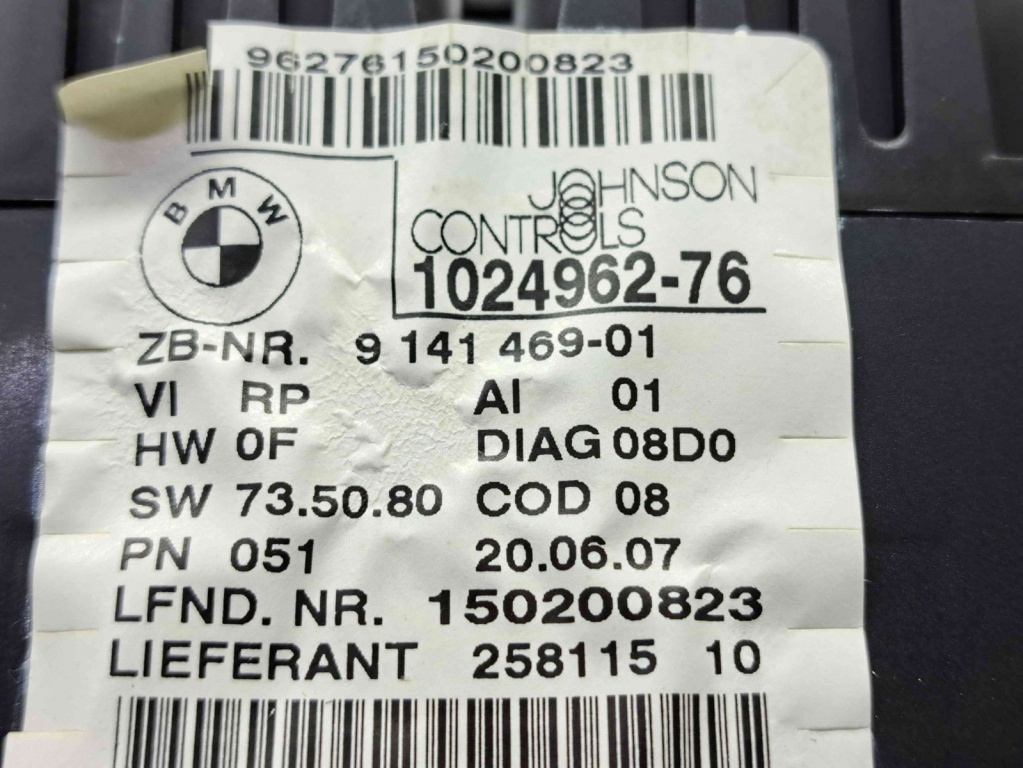 96276150200823
BMW
JOHNSON
CONTROLS
1024962-76
ZB-NR. 9 141 469-01
VI RP AI 01
HW 0F DIAG 08D0
SW 73.50.80 COD 08
PN 051 20.06.07
LFND. NR. 150200823
LIEFERANT 258115 10